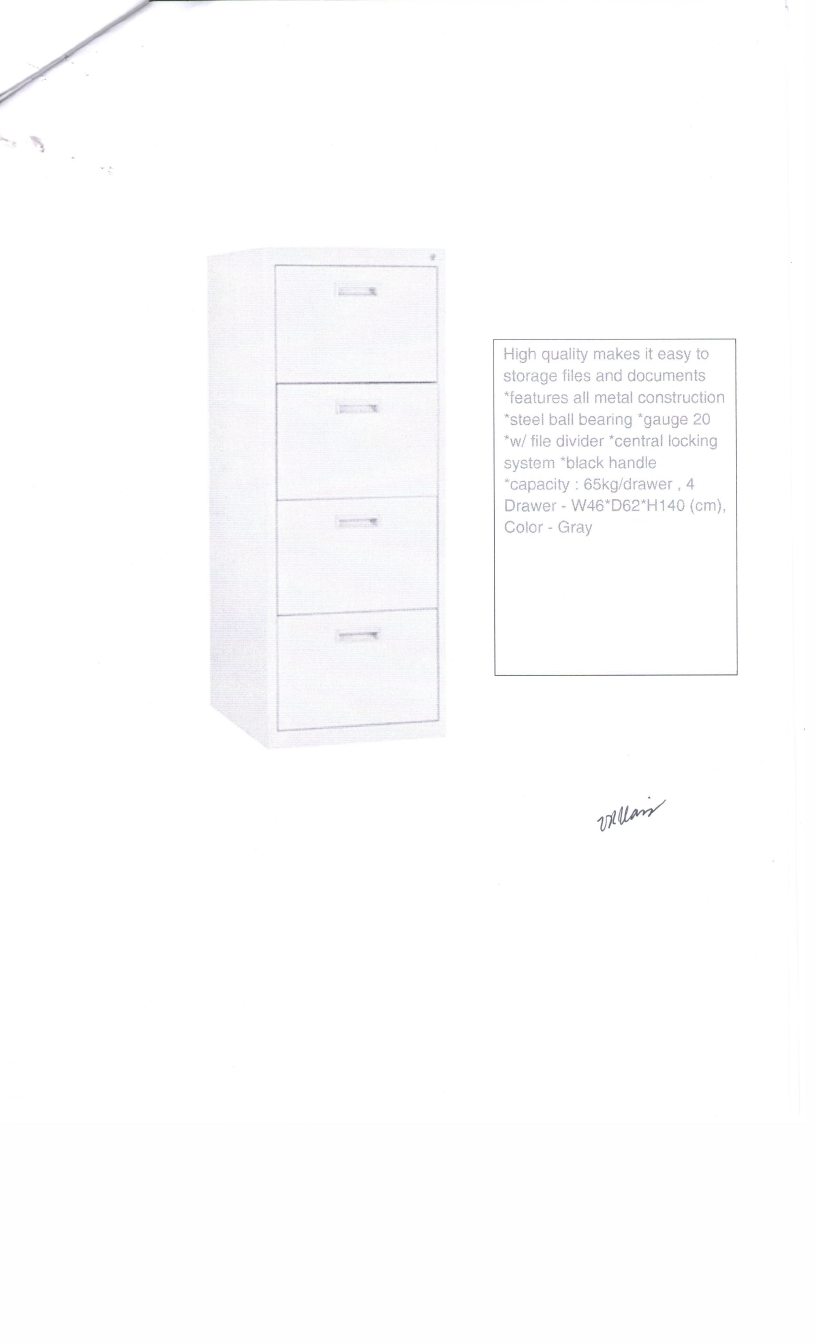 High quality makes it easy to
storage files and documents
*features all metal construction
*steel ball bearing *gauge 20
*w/ file divider *central locking
system *black handle
*capacity : 65kg/drawer , 4
Drawer - W46*D62*H140 (cm),
Color - Gray